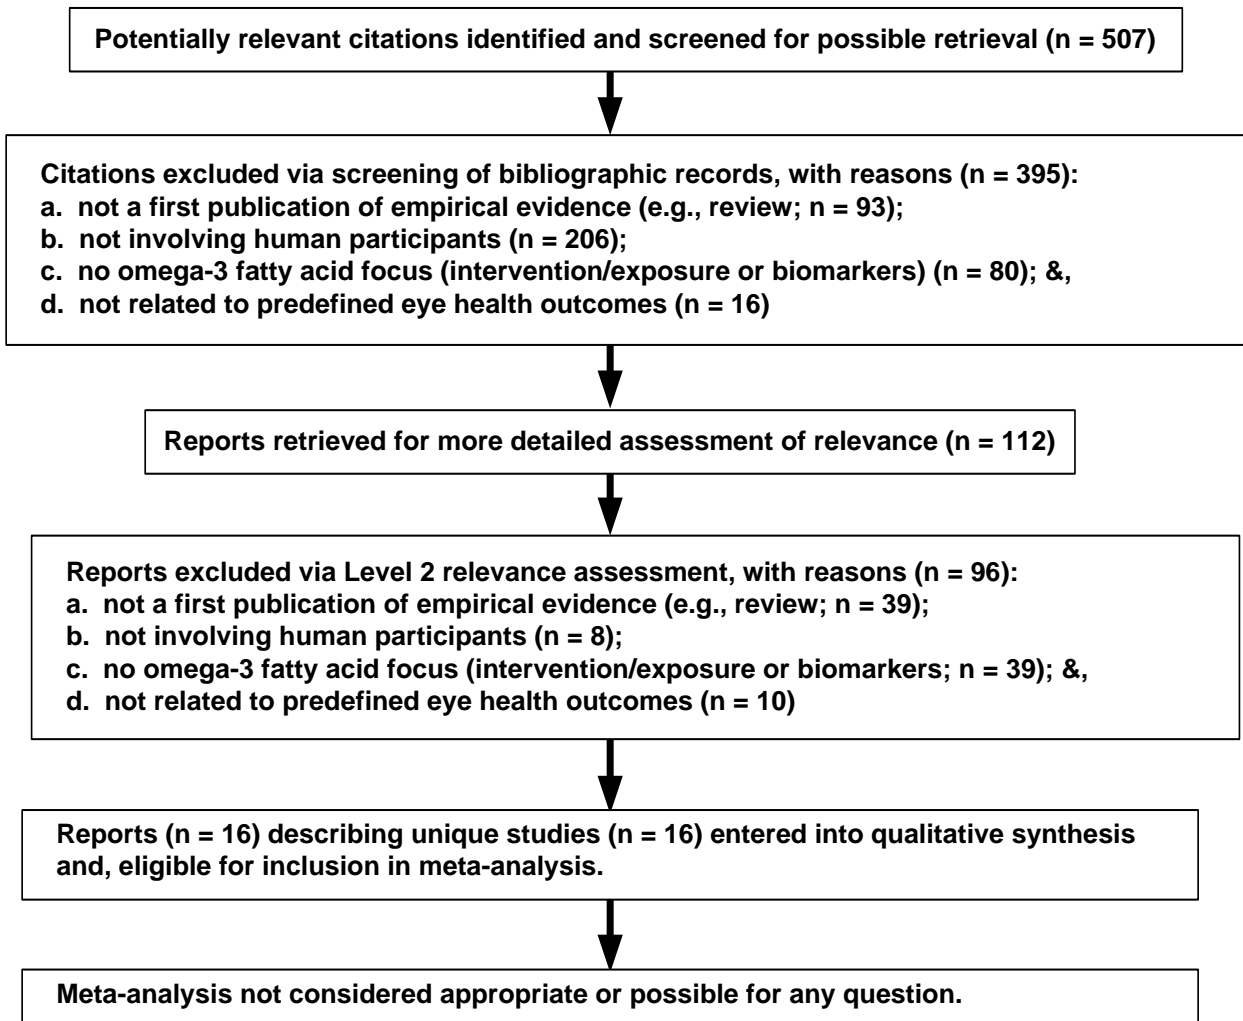 Potentially relevant citations identified and screened for possible retrieval (n = 507)
Citations excluded via screening of bibliographic records, with reasons (n = 395):
a. not a first publication of empirical evidence (e.g., review; n = 93);
b. not involving human participants (n = 206);
c. no omega-3 fatty acid focus (intervention/exposure or biomarkers) (n = 80); &,
d. not related to predefined eye health outcomes (n = 16)
Reports retrieved for more detailed assessment of relevance (n = 112)
Reports excluded via Level 2 relevance assessment, with reasons (n = 96):
a. not a first publication of empirical evidence (e.g., review; n = 39);
b. not involving human participants (n = 8);
c. no omega-3 fatty acid focus (intervention/exposure or biomarkers; n = 39); &,
d. not related to predefined eye health outcomes (n = 10)
Reports (n = 16) describing unique studies (n = 16) entered into qualitative synthesis
and, eligible for inclusion in meta-analysis.
Meta-analysis not considered appropriate or possible for any question.